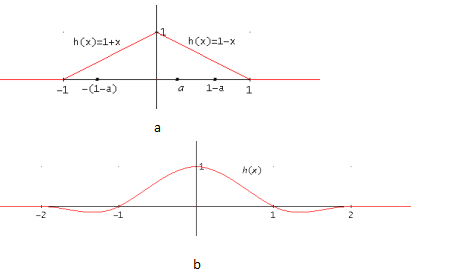 1
h(x)=1+x h(x)=1-x
-1 -(1-a) a 1-a 1
a
1 h(x)
-2 -1 1 2
b